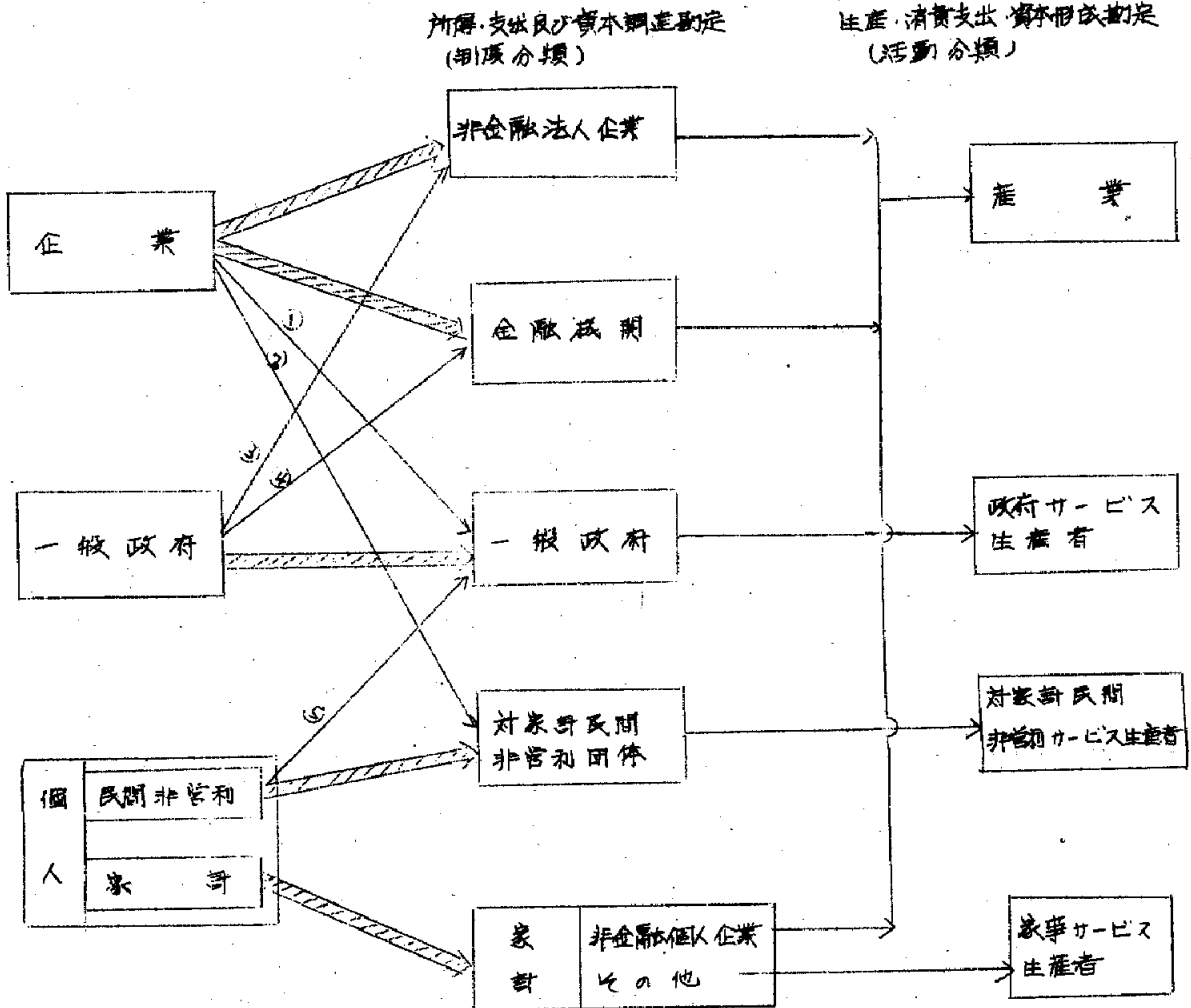 所得・支出及び資本調達勘定
(制度分類)
生産・消費支出・資本形成勘定
(活動分類)
非金融法人企業
産業
企業
金融機関
①
②
③
④
一般政府
一般政府
政府サービス
生産者
⑤
対家計民間
非営利団体
対家計民間
非営利サービス生産者
個人
民間非営利
家計
家計
非金融個人企業
その他
家事サービス
生産者